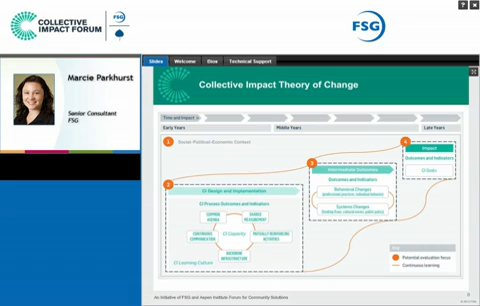 COLLECTIVE
IMPACT FORUM
FSG
FSG
Slides
Welcome
Bios
Technical Support
Marcie Parkhurst
Senior Consultant
FSG
Collective Impact Theory of Change
Time and Impact
Early Years
Middle Years
Late Years
1
Social-Political-Economic Context
4
Impact
Outcomes and Indicators
CI Goals
3
Intermediate Outcomes
Outcomes and Indicators
Behavioral Changes
Systems Changes
2
CI Design and Implementation
CI Process Outcomes and Indicators
COMMON
AGENDA
SHARED
MEASUREMENT
CONTINUOUS
COMMUNICATION
CI Capacity
MUTUALLY REINFORCING
ACTIVITIES
BACKBONE
INFRASTRUCTURE
CI Learning Culture
Key
Potential evaluation focus
Continuous learning
An Initiative of FSG and Aspen Institute Forum for Community Solutions